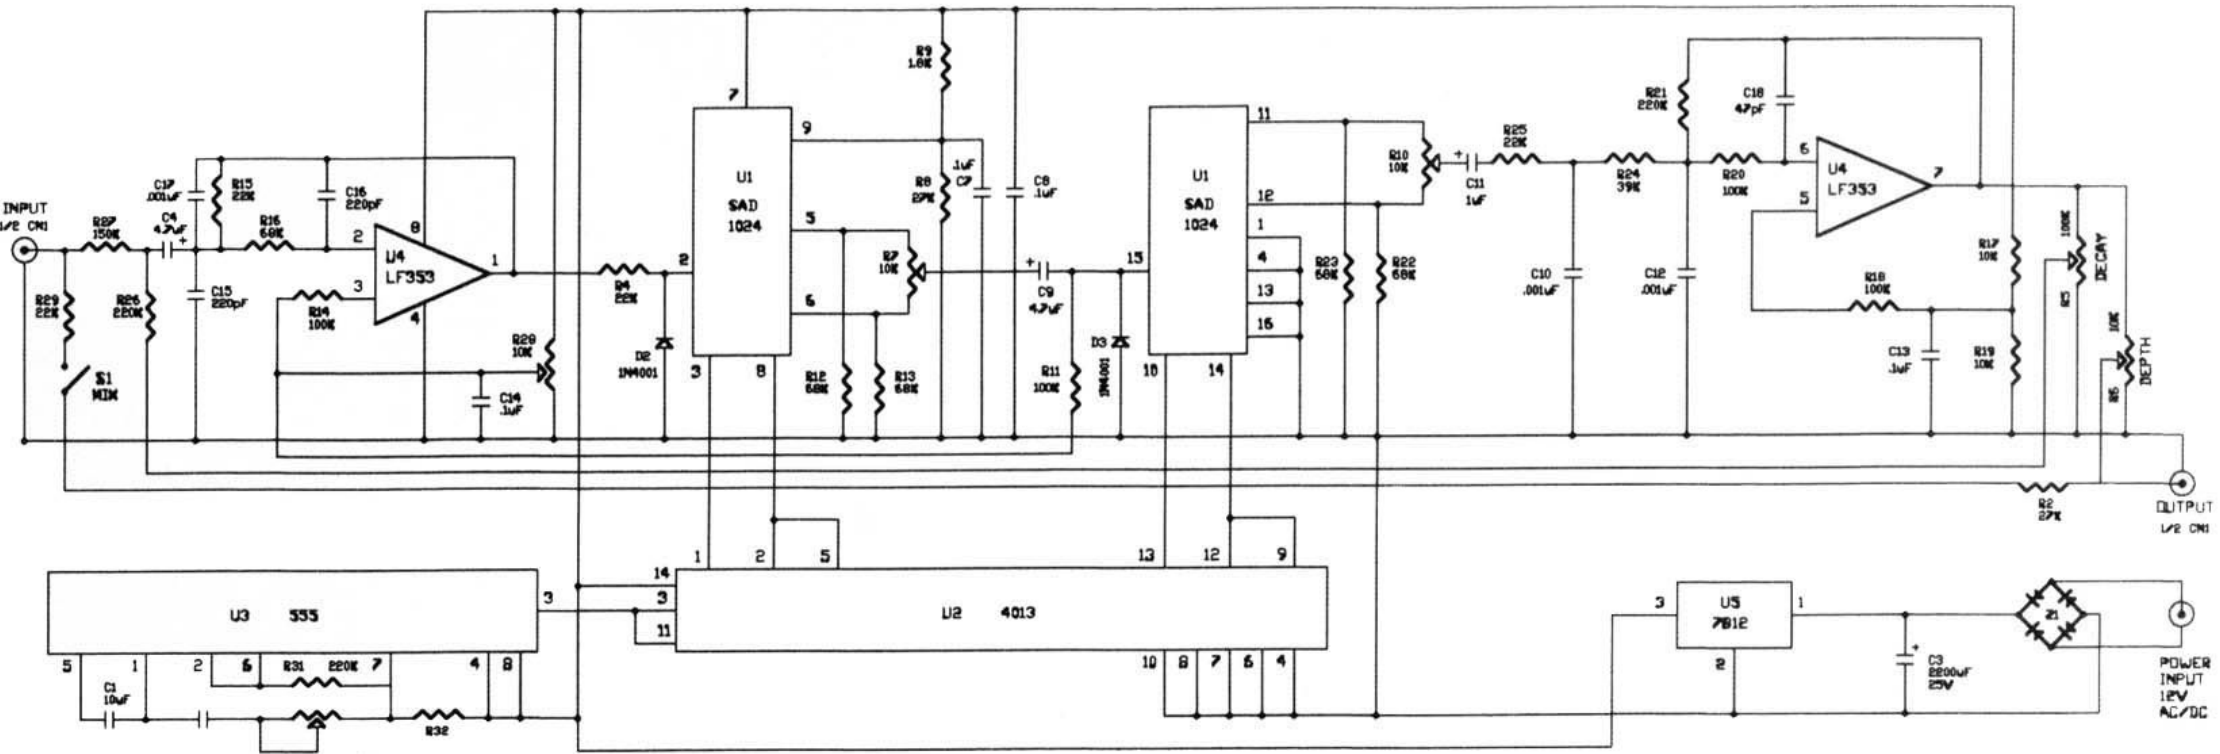 INPUT
1/2 CN1
R27
150K
C4
4.7uF
+
C17
.001uF
R15
22K
R16
68K
C16
220pF
C15
220pF
R29
22K
R26
220K
S1
MIX
R14
100K
2
3
8
4
1
U4
LF353
C14
.1uF
R28
10K
R4
22K
D2
1N4001
7
9
2
5
6
3
8
U1
SAD
1024
R9
1.8K
R8
27K
.1uF
C7
C8
.1uF
R7
10K
R12
68K
R13
68K
+
C9
4.7uF
R11
100K
D3
1N4001
15
U1
SAD
1024
11
12
1
4
13
16
10
14
R23
68K
R22
68K
R10
10K
+
C11
1uF
R25
22K
C10
.001uF
R24
39K
C12
.001uF
R21
220K
R20
100K
C18
47pF
6
5
7
U4
LF353
R18
100K
C13
.1uF
R17
10K
R19
10K
100K
DECAY
R5
10K
DEPTH
R6
R2
27K
OUTPUT
1/2 CN1
U3 555
3
5
1
2
6
7
4
8
R31 220K
C1
10uF
R32
1
2
5
13
12
9
14
3
11
U2 4013
10
8
7
6
4
3
U5
7812
1
2
+
C3
2200uF
25V
Z1
POWER
INPUT
12V
AC/DC